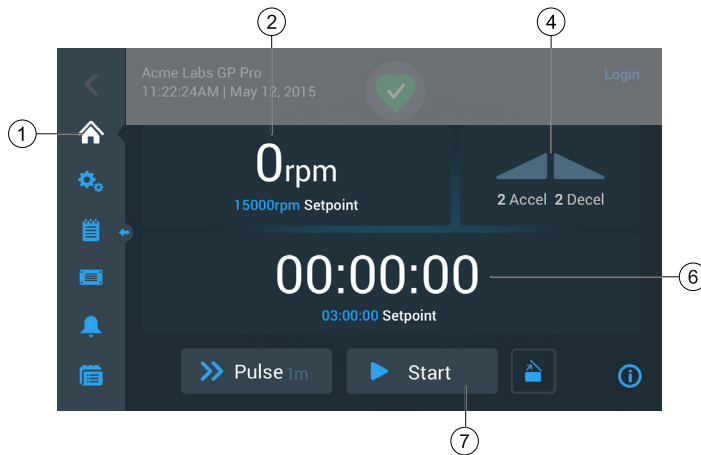 2
4
Acme Labs GP Pro
Login
11:22:24AM | May 12, 2015
1
0rpm
15000rpm Setpoint
2 Accel 2 Decel
00:00:00
6
03:00:00 Setpoint
Pulse 1m
Start
7